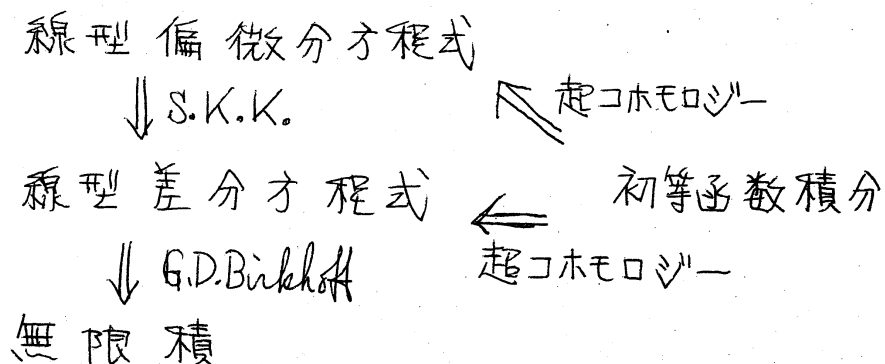 線型偏微分方程式
S.K.K.
超コホモロジー
線型差分方程式
初等函数積分
G.D.Birkhoff
超コホモロジー
無限積